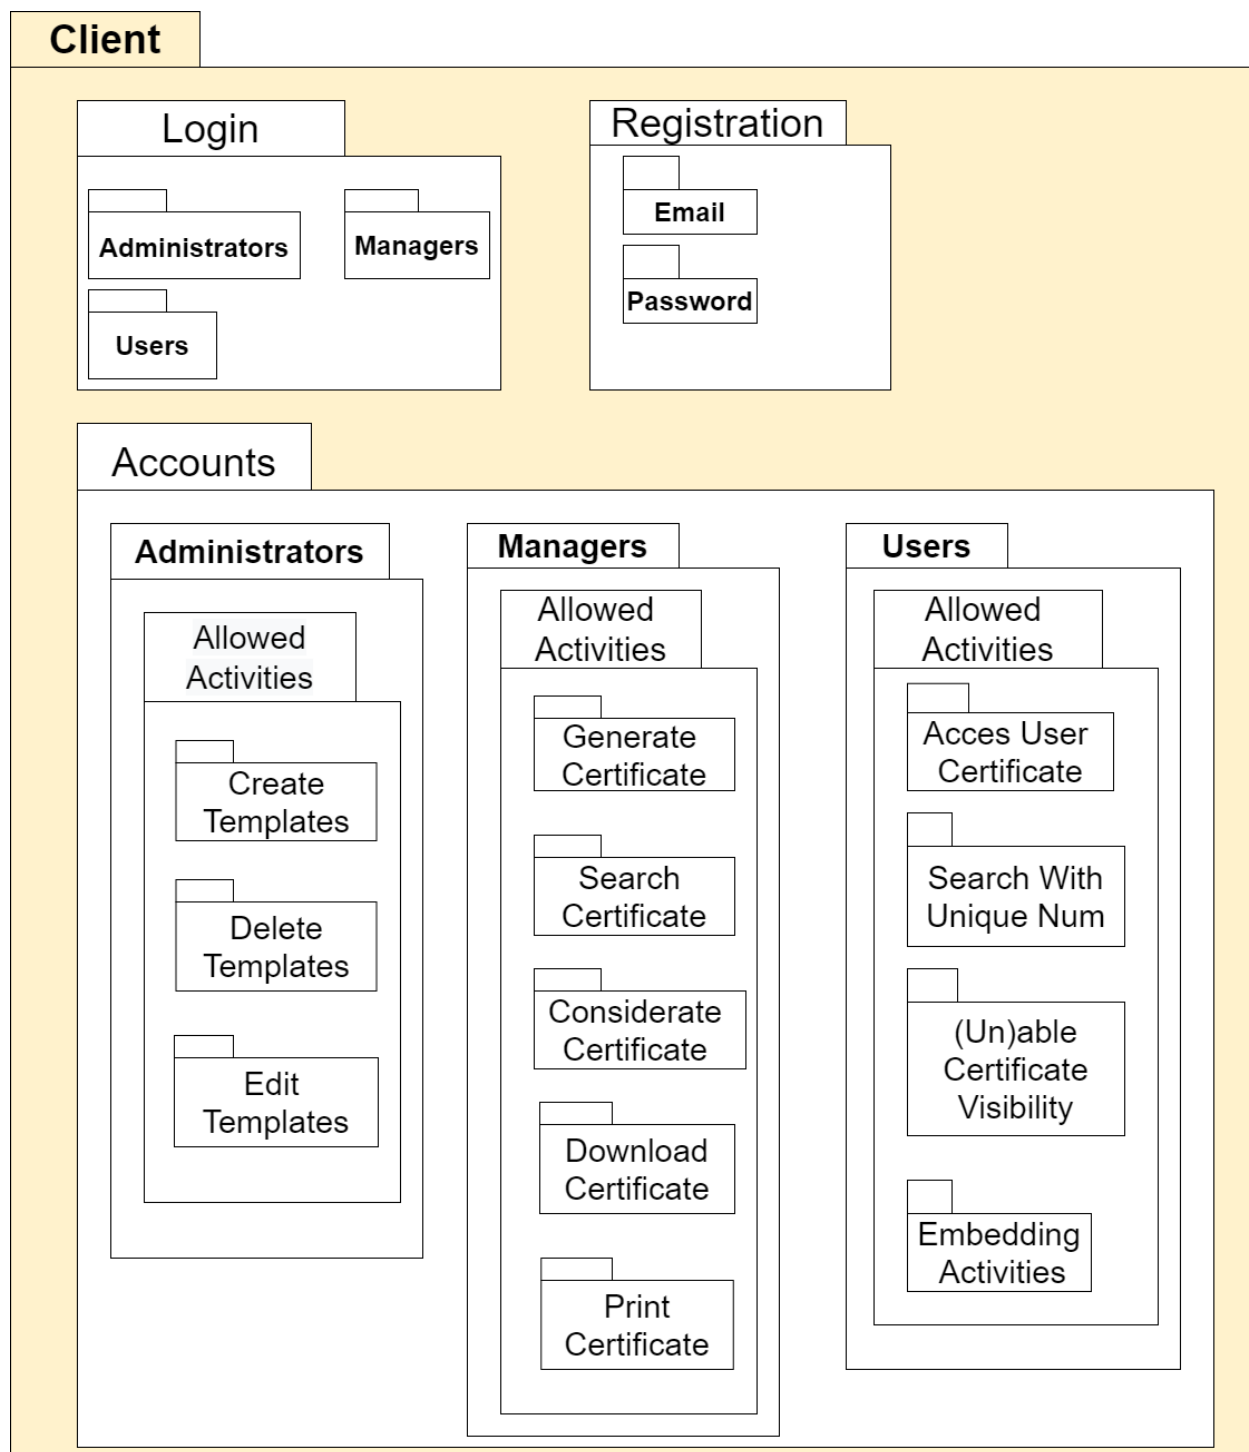 Client
Login
Registration
Administrators
Managers
Users
Email
Password
Accounts
Administrators
Allowed
Activities
Create
Templates
Delete
Templates
Edit
Templates
Managers
Allowed
Activities
Generate
Certificate
Search
Certificate
Considerate
Certificate
Download
Certificate
Print
Certificate
Users
Allowed
Activities
Acces User
Certificate
Search With
Unique Num
(Un)able
Certificate
Visibility
Embedding
Activities